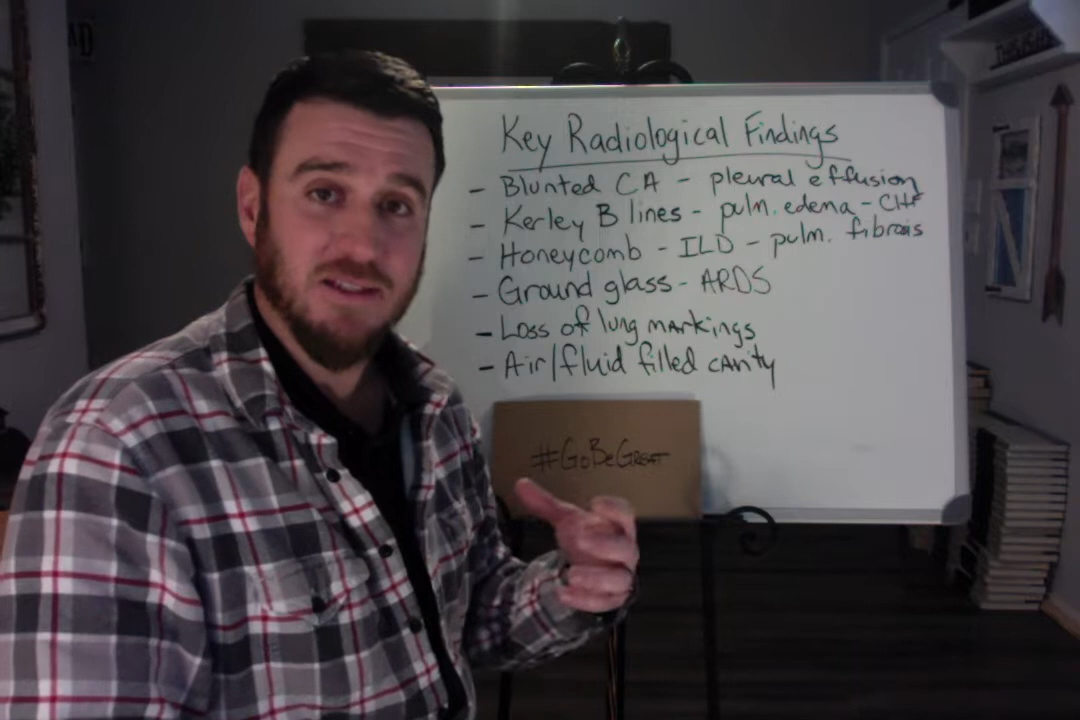 Key Radiological Findings
- Blunted CA - pleural effusion
- Kerley B lines - pulm. edema - CHF
- Honeycomb - ILD - pulm. fibrosis
- Ground glass - ARDS
- Loss of lung markings
- Air/fluid filled cavity
#GoBeGreat